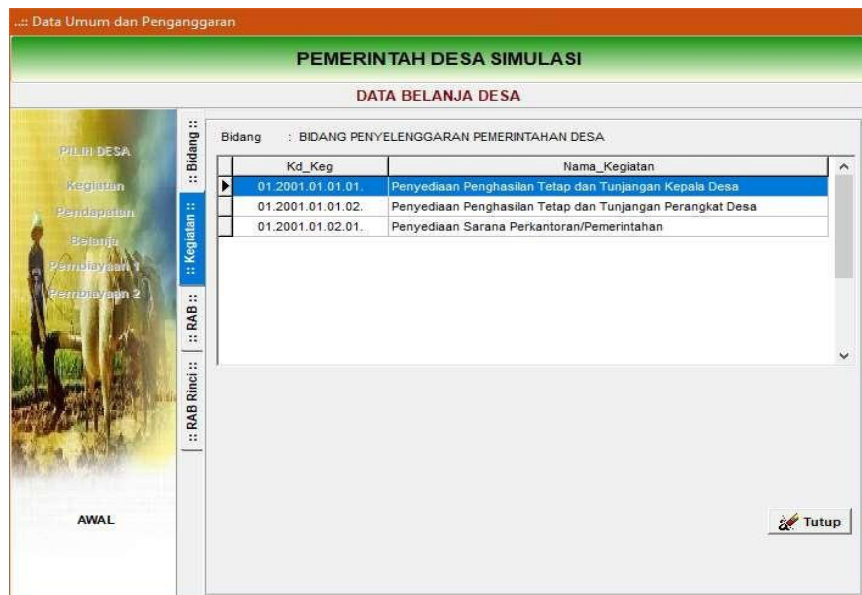 ..:: Data Umum dan Penganggaran
PEMERINTAH DESA SIMULASI
DATA BELANJA DESA
PILIH DESA
Kegiatan
Pendapatan
Belanja
Pembiayaan 1
Pembiayaan 2
AWAL
:: Bidang ::
:: Kegiatan ::
:: RAB ::
:: RAB Rinci ::
Bidang : BIDANG PENYELENGGARAN PEMERINTAHAN DESA
Kd_Keg Nama_Kegiatan
01.2001.01.01.01. Penyediaan Penghasilan Tetap dan Tunjangan Kepala Desa
01.2001.01.01.02. Penyediaan Penghasilan Tetap dan Tunjangan Perangkat Desa
01.2001.01.02.01. Penyediaan Sarana Perkantoran/Pemerintahan
Tutup